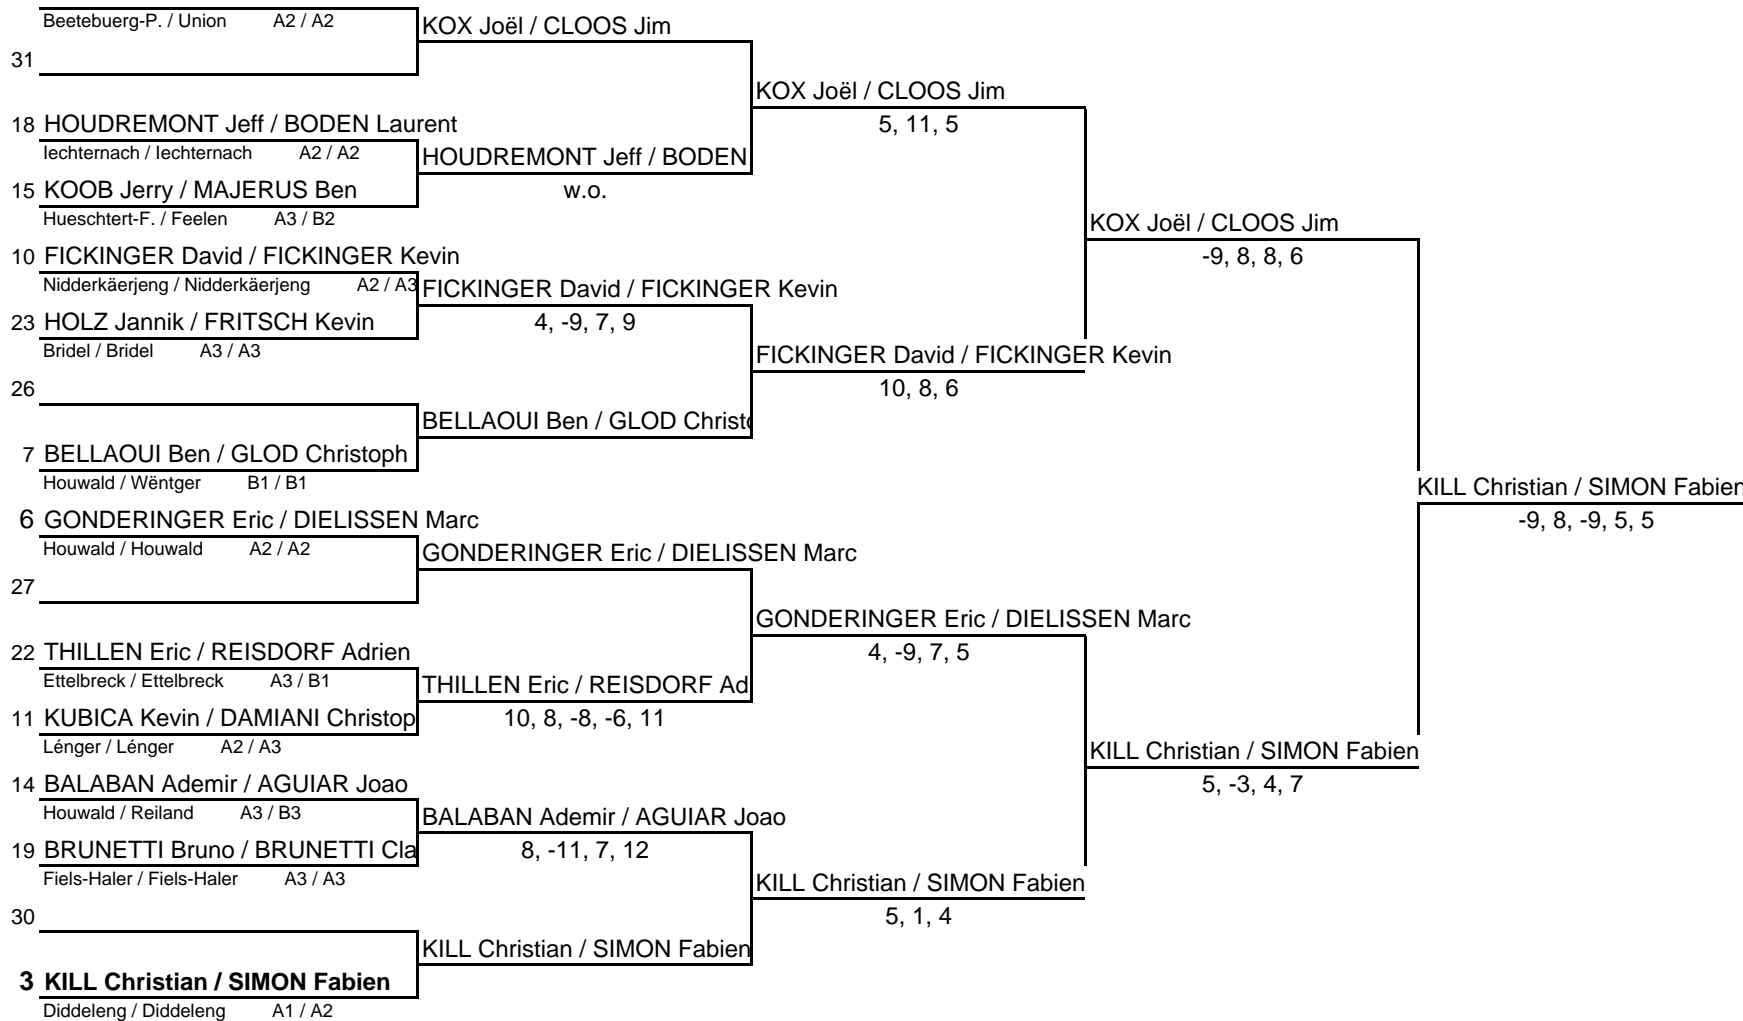 Beetebuerg-P. / Union A2 / A2
KOX Joël / CLOOS Jim
31
KOX Joël / CLOOS Jim
5, 11, 5
18 HOUDREMONT Jeff / BODEN Laurent
Iechternach / Iechternach A2 / A2
HOUDREMONT Jeff / BODEN
w.o.
15 KOOB Jerry / MAJERUS Ben
Hueschtert-F. / Feelen A3 / B2
KOX Joël / CLOOS Jim
-9, 8, 8, 6
10 FICKINGER David / FICKINGER Kevin
Nidderkäerjeng / Nidderkäerjeng A2 / A3
FICKINGER David / FICKINGER Kevin
4, -9, 7, 9
23 HOLZ Jannik / FRITSCH Kevin
Bridel / Bridel A3 / A3
FICKINGER David / FICKINGER Kevin
10, 8, 6
26
BELLAOUI Ben / GLOD Christo
7 BELLAOUI Ben / GLOD Christoph
Houwald / Wëntger B1 / B1
KILL Christian / SIMON Fabien
-9, 8, -9, 5, 5
6 GONDERINGER Eric / DIELISSEN Marc
Houwald / Houwald A2 / A2
GONDERINGER Eric / DIELISSEN Marc
27
GONDERINGER Eric / DIELISSEN Marc
4, -9, 7, 5
22 THILLEN Eric / REISDORF Adrien
Ettelbreck / Ettelbreck A3 / B1
THILLEN Eric / REISDORF Ad
10, 8, -8, -6, 11
11 KUBICA Kevin / DAMIANI Christop
Lénger / Lénger A2 / A3
KILL Christian / SIMON Fabien
5, -3, 4, 7
14 BALABAN Ademir / AGUIAR Joao
Houwald / Reiland A3 / B3
BALABAN Ademir / AGUIAR Joao
8, -11, 7, 12
19 BRUNETTI Bruno / BRUNETTI Cla
Fiels-Haler / Fiels-Haler A3 / A3
KILL Christian / SIMON Fabien
5, 1, 4
30
KILL Christian / SIMON Fabien
3 KILL Christian / SIMON Fabien
Diddeleng / Diddeleng A1 / A2